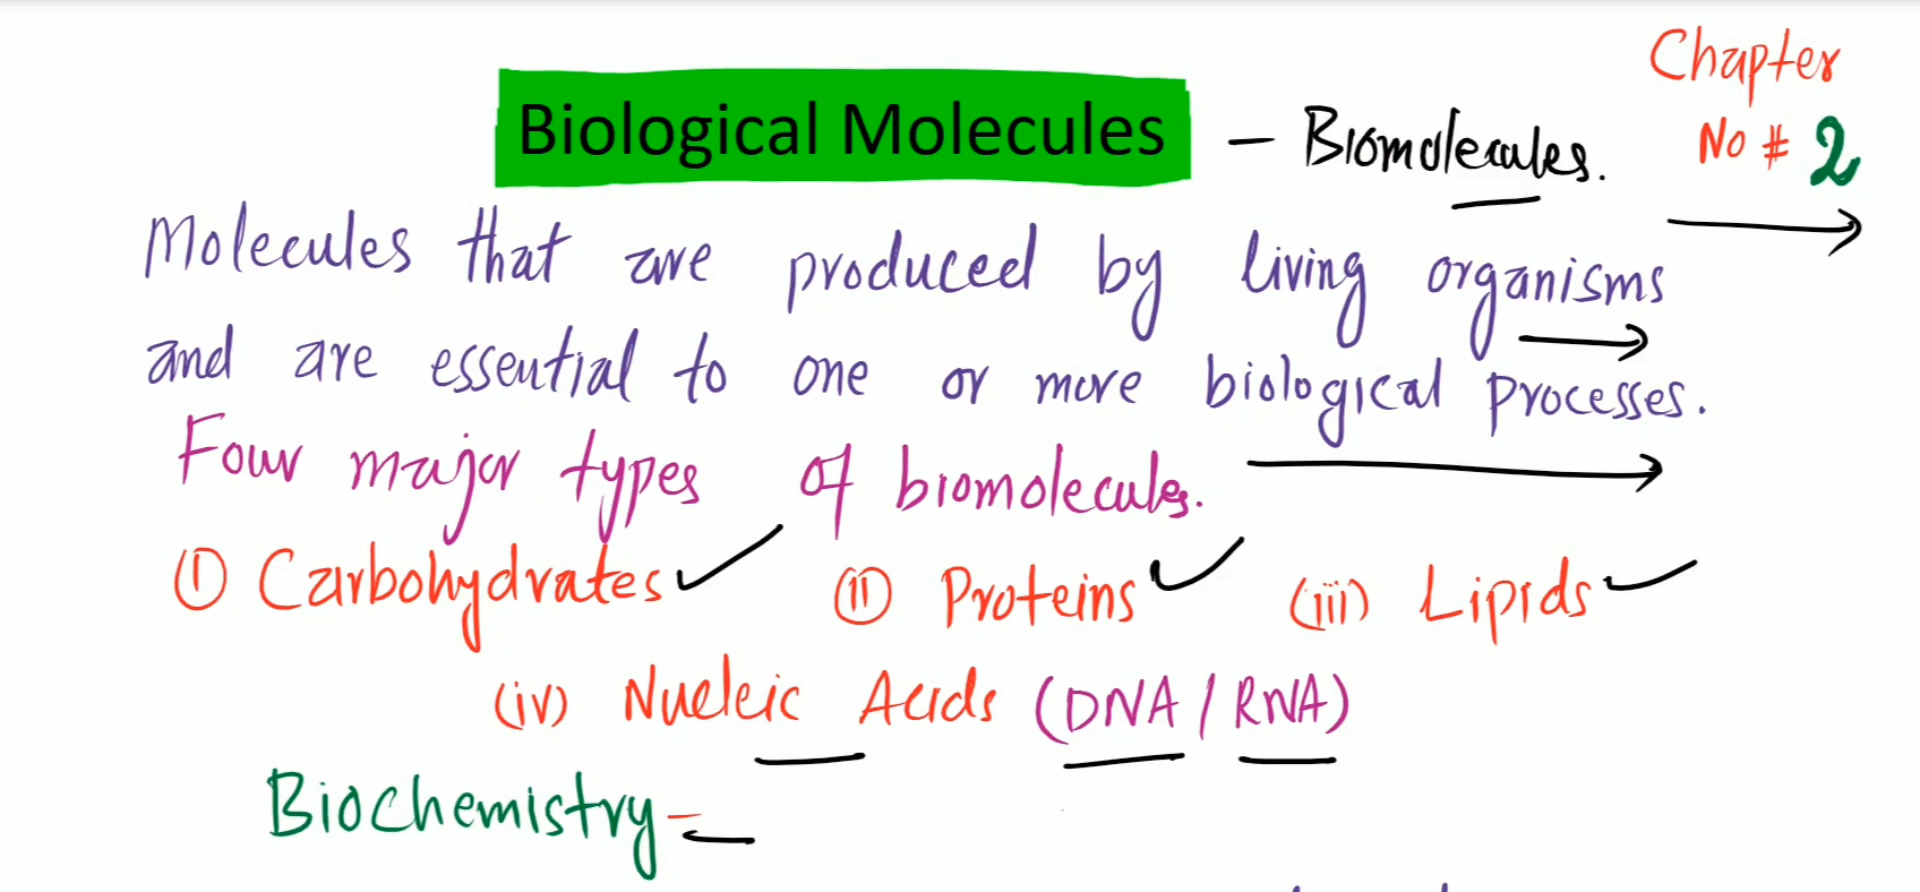 Chapter
Biological Molecules – Biomolecules. No # 2
Molecules that are produced by living organisms
and are essential to one or more biological processes.
Four major types of biomolecules.
(i) Carbohydrates (ii) Proteins (iii) Lipids
(iv) Nucleic Acids (DNA / RNA)
Biochemistry -